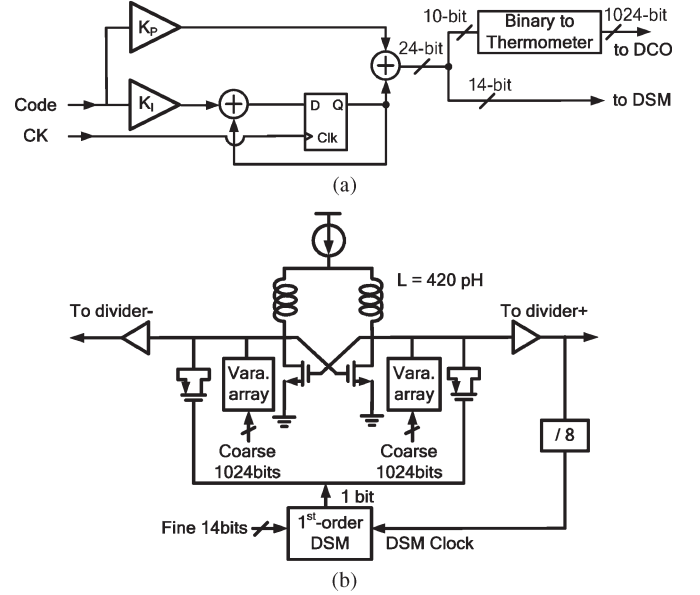 K_P
10-bit
Binary to
Thermometer
1024-bit
to DCO
24-bit
14-bit
to DSM
Code
K_I
D Q
Clk
CK
(a)
L = 420 pH
To divider-
To divider+
Vara.
array
Vara.
array
/ 8
Coarse
1024bits
Coarse
1024bits
1 bit
Fine 14bits
1st-order
DSM
DSM Clock
(b)